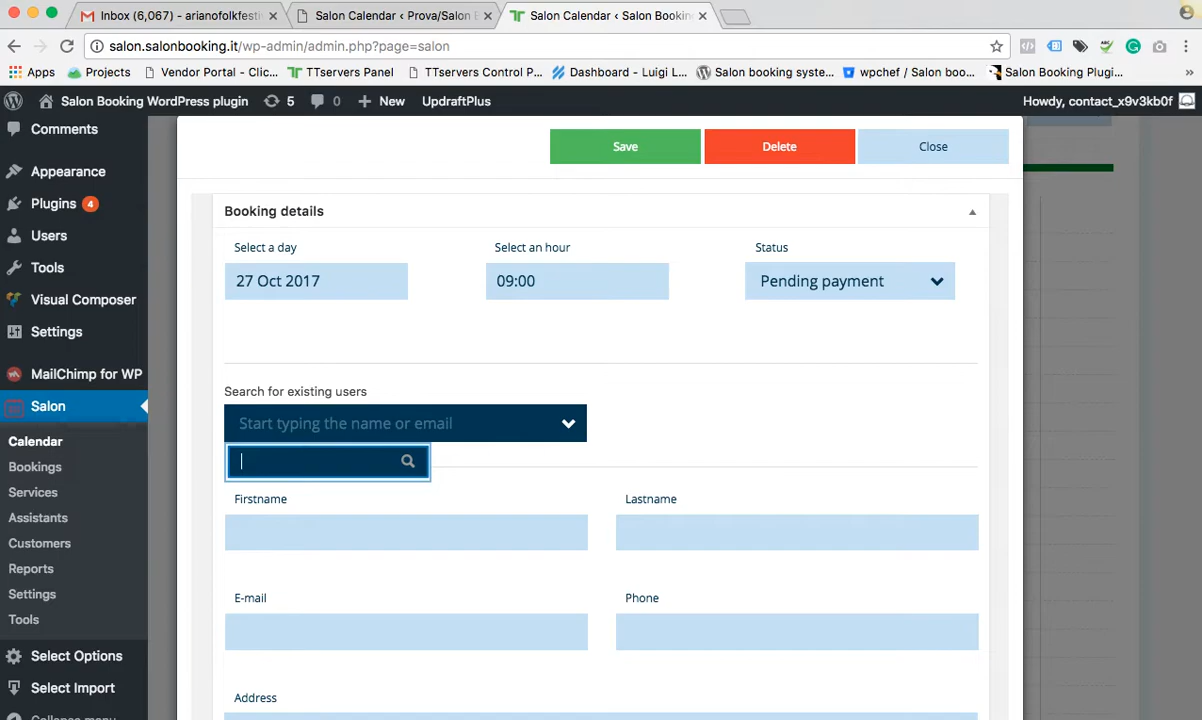 Inbox (6,067) - arianofolkfesti
Salon Calendar ‹ Prova/Salon B
Salon Calendar ‹ Salon Booking
salon.salonbooking.it/wp-admin/admin.php?page=salon
Apps
Projects
Vendor Portal - Clic...
TTservers Panel
TTservers Control P...
Dashboard - Luigi L...
Salon booking syste...
wpchef / Salon boo...
Salon Booking Plugi...
»
Salon Booking WordPress plugin
5
0
New
UpdraftPlus
Howdy, contact_x9v3kb0f
Comments
Appearance
Plugins 4
Users
Tools
Visual Composer
Settings
MailChimp for WP
Salon
Calendar
Bookings
Services
Assistants
Customers
Reports
Settings
Tools
Select Options
Select Import
Collapse menu
Save
Delete
Close
Booking details
Select a day
Select an hour
Status
27 Oct 2017
09:00
Pending payment
Search for existing users
Start typing the name or email
Firstname
Lastname
E-mail
Phone
Address